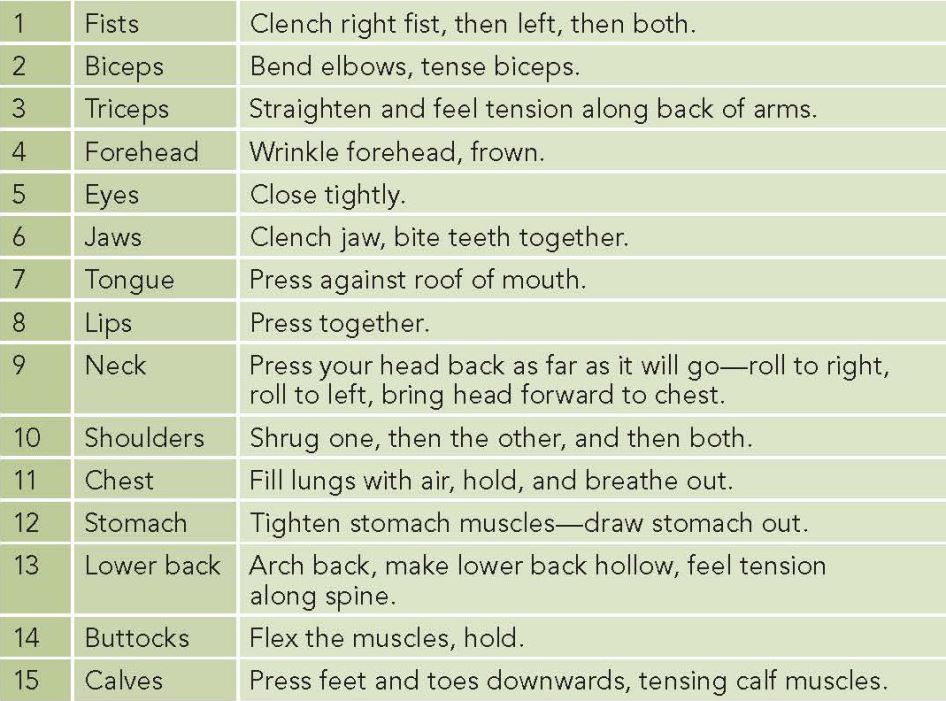 1 Fists Clench right fist, then left, then both.
2 Biceps Bend elbows, tense biceps.
3 Triceps Straighten and feel tension along back of arms.
4 Forehead Wrinkle forehead, frown.
5 Eyes Close tightly.
6 Jaws Clench jaw, bite teeth together.
7 Tongue Press against roof of mouth.
8 Lips Press together.
9 Neck Press your head back as far as it will go—roll to right,
roll to left, bring head forward to chest.
10 Shoulders Shrug one, then the other, and then both.
11 Chest Fill lungs with air, hold, and breathe out.
12 Stomach Tighten stomach muscles—draw stomach out.
13 Lower back Arch back, make lower back hollow, feel tension
along spine.
14 Buttocks Flex the muscles, hold.
15 Calves Press feet and toes downwards, tensing calf muscles.